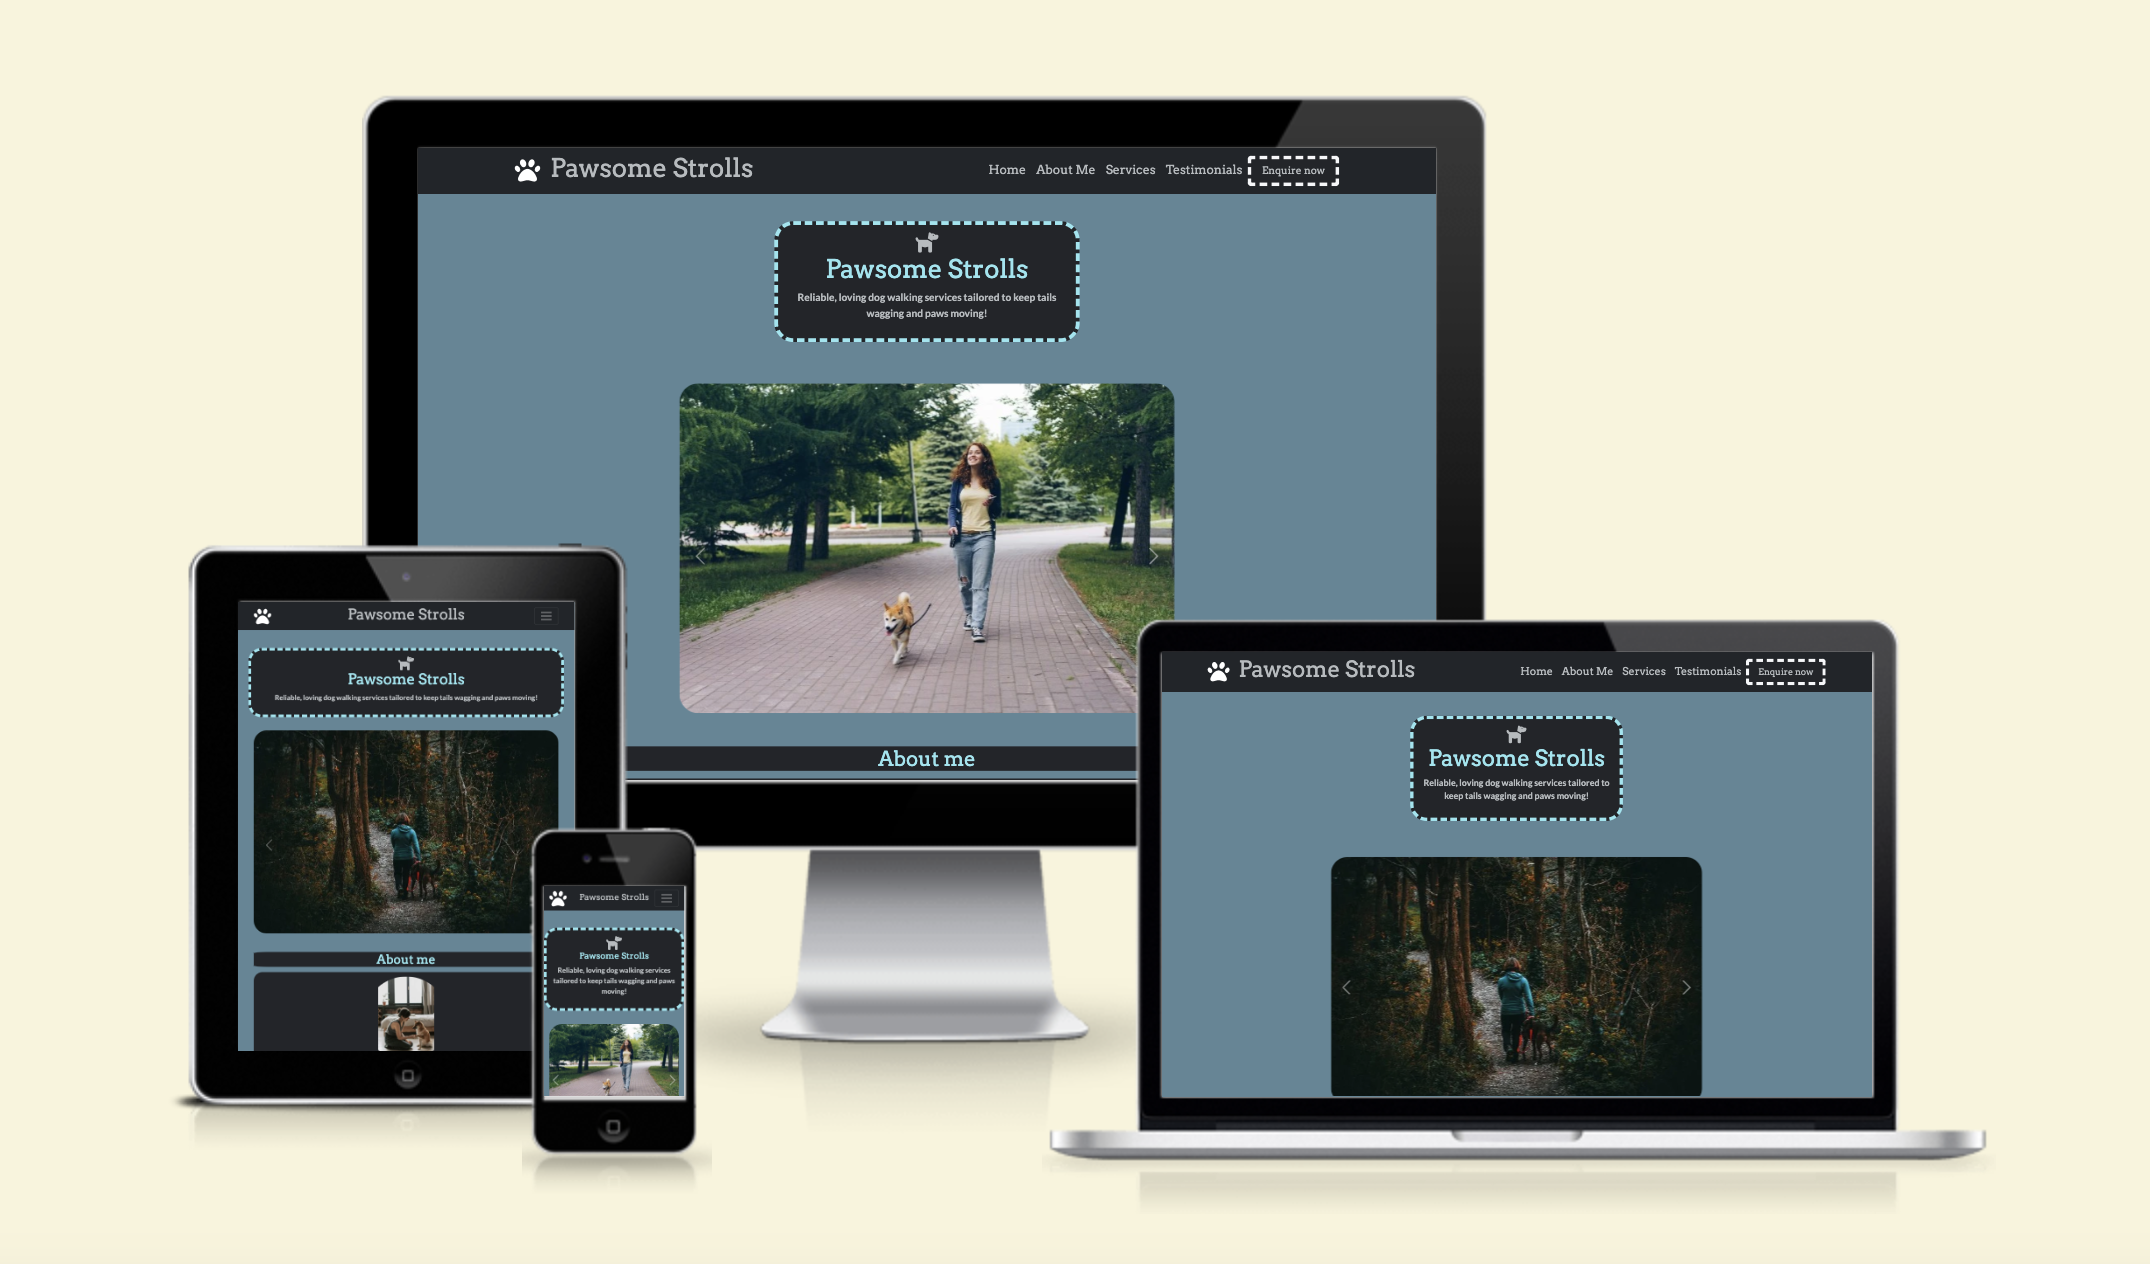 Pawsome Strolls
Home About Me Services Testimonials Enquire now
Pawsome Strolls
Reliable, loving dog walking services tailored to keep tails
wagging and paws moving!
About me
Pawsome Strolls
Pawsome Strolls
Reliable, loving dog walking services tailored to keep tails wagging and paws moving!
About me
Pawsome Strolls
Pawsome Strolls
Reliable, loving dog walking services
tailored to keep tails wagging and paws
moving!
Pawsome Strolls
Home About Me Services Testimonials Enquire now
Pawsome Strolls
Reliable, loving dog walking services tailored to
keep tails wagging and paws moving!